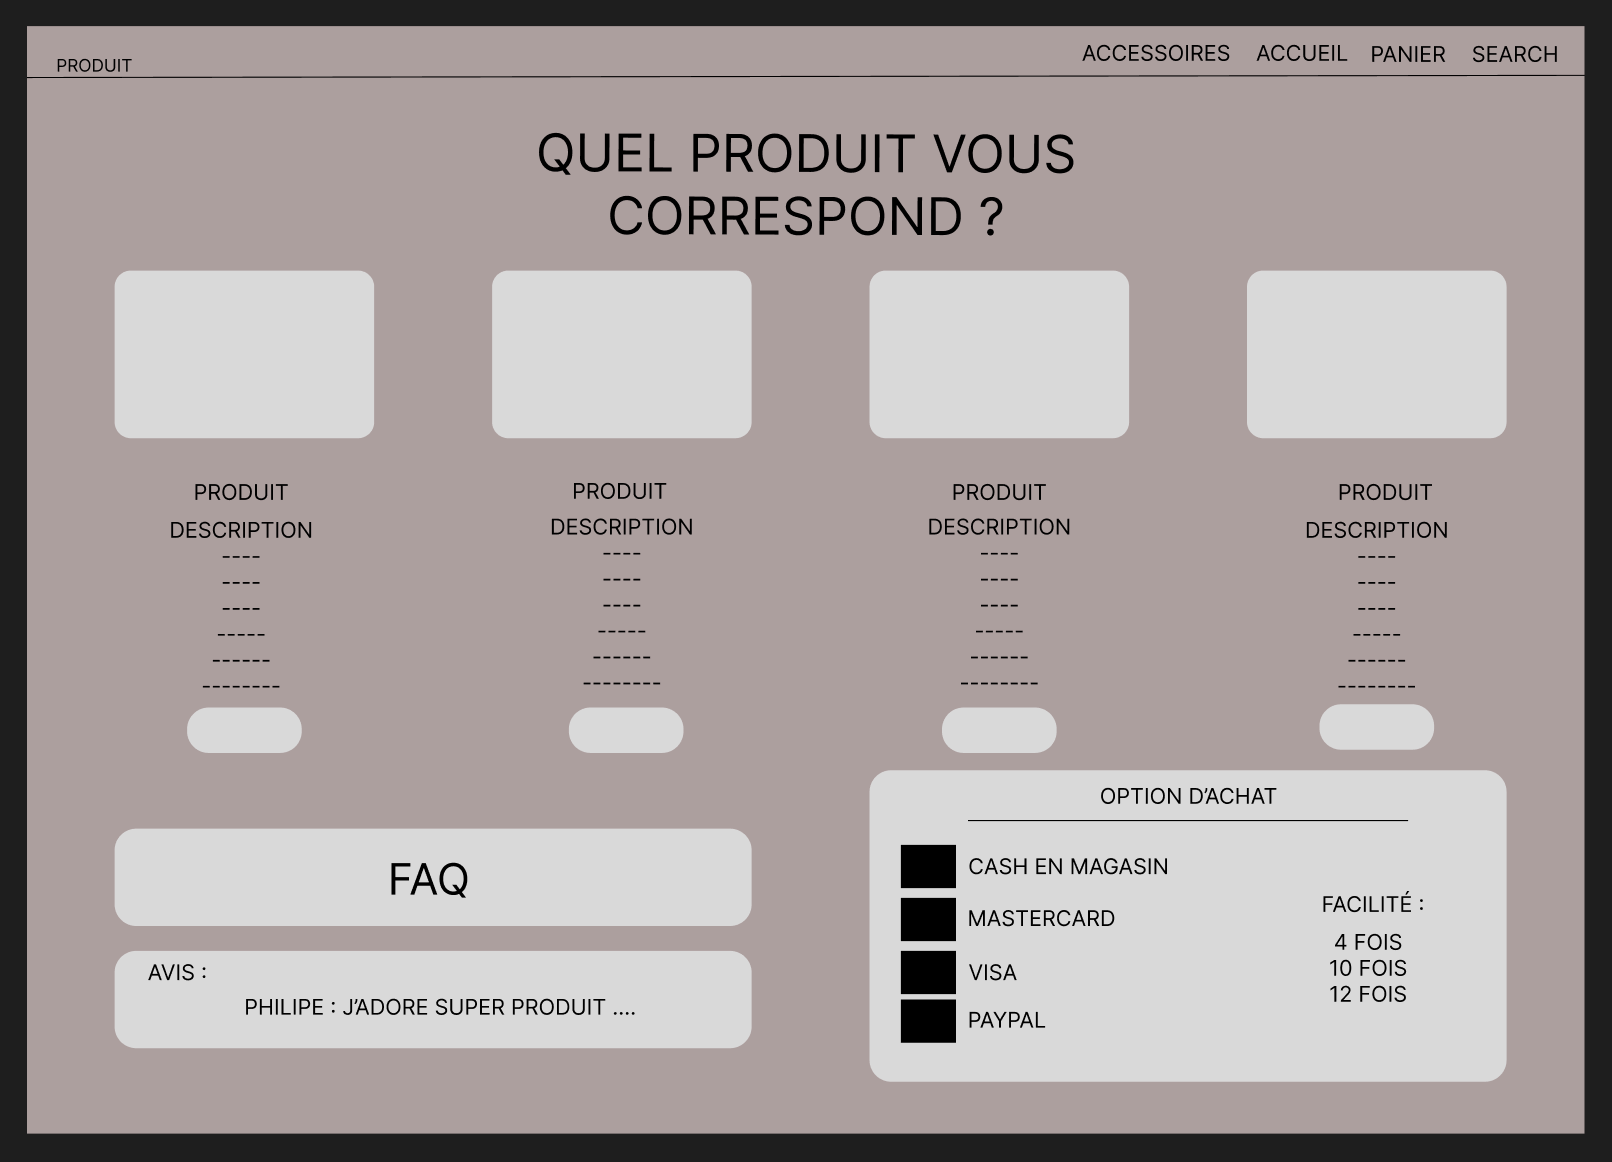 PRODUIT
ACCESSOIRES ACCUEIL PANIER SEARCH
QUEL PRODUIT VOUS
CORRESPOND ?
PRODUIT
DESCRIPTION
----
----
----
-----
------
--------
PRODUIT
DESCRIPTION
----
----
----
-----
------
--------
PRODUIT
DESCRIPTION
----
----
----
-----
------
--------
PRODUIT
DESCRIPTION
----
----
----
-----
------
--------
FAQ
AVIS :
PHILIPE : J’ADORE SUPER PRODUIT ....
OPTION D’ACHAT
CASH EN MAGASIN
MASTERCARD
VISA
PAYPAL
FACILITÉ :
4 FOIS
10 FOIS
12 FOIS